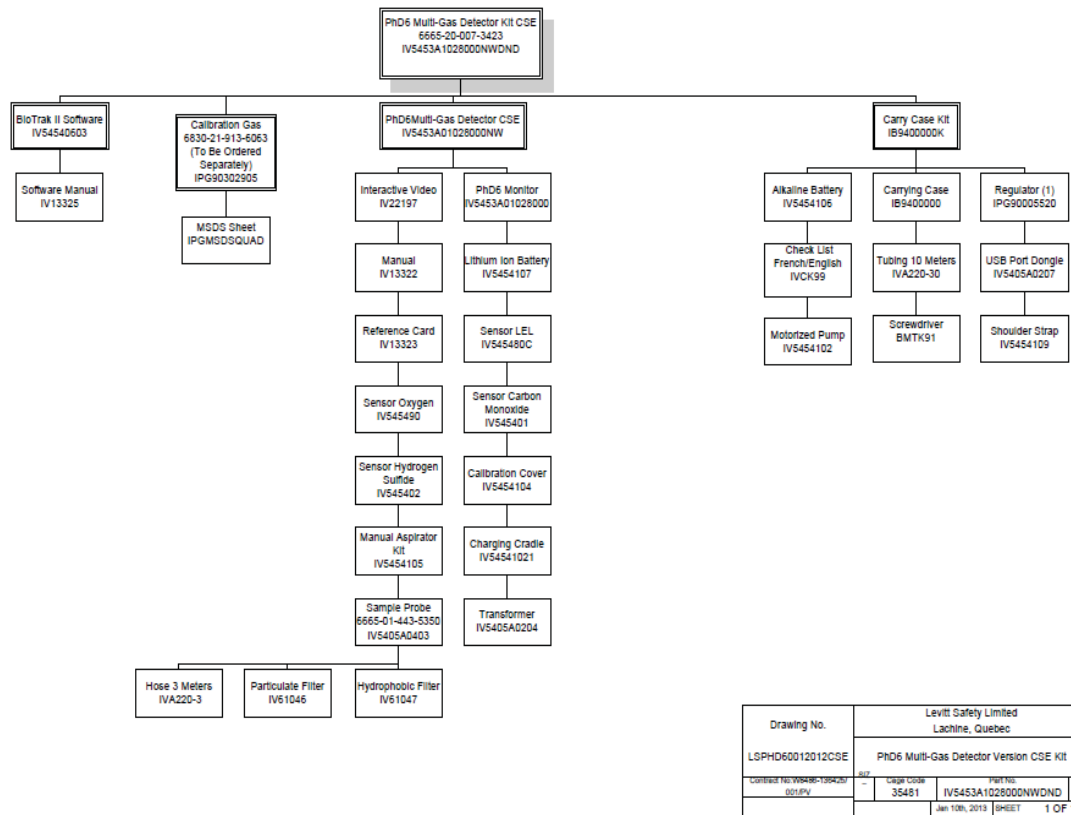 PhD6 Multi-Gas Detector Kit CSE
6665-20-007-3423
IV5453A1028000NWDND
BioTrak II Software
IV54540603
Calibration Gas
6830-21-913-6063
(To Be Ordered
Separately)
IPG90302905
PhD6Multi-Gas Detector CSE
IV5453A01028000NW
Carry Case Kit
IB9400000K
Software Manual
IV13325
MSDS Sheet
IPGMSDSQUAD
Interactive Video
IV22197
PhD6 Monitor
IV5453A01028000
Alkaline Battery
IV5454106
Carrying Case
IB9400000
Regulator (1)
IPG90005520
Manual
IV13322
Lithium Ion Battery
IV5454107
Check List
French/English
IVCK99
Tubing 10 Meters
IVA220-30
USB Port Dongle
IV5405A0207
Reference Card
IV13323
Sensor LEL
IV545480C
Motorized Pump
IV5454102
Screwdriver
BMTK91
Shoulder Strap
IV5454109
Sensor Oxygen
IV545490
Sensor Carbon
Monoxide
IV545401
Sensor Hydrogen
Sulfide
IV545402
Calibration Cover
IV5454104
Manual Aspirator
Kit
IV5454105
Charging Cradle
IV54541021
Sample Probe
6665-01-443-5350
IV5405A0403
Transformer
IV5405A0204
Hose 3 Meters
IVA220-3
Particulate Filter
IV61046
Hydrophobic Filter
IV61047
Drawing No.
LSPHD60012012CSE
Levitt Safety Limited
Lachine, Quebec
PhD6 Multi-Gas Detector Version CSE Kit
Contract No.W8486-136425/
001/PV
Cage Code
35481
Part No.
IV5453A1028000NWDND
Jan 10th, 2013
SHEET
1 OF